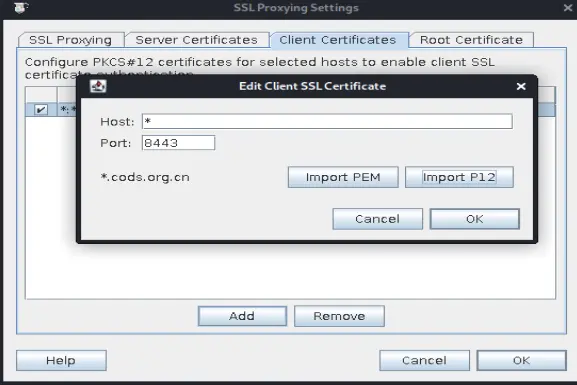 SSL Proxying Settings
SSL Proxying
Server Certificates
Client Certificates
Root Certificate
Configure PKCS#12 certificates for selected hosts to enable client SSL
Edit Client SSL Certificate
Host: *
Port: 8443
*.cods.org.cn
Import PEM
Import P12
Cancel
OK
Add
Remove
Help
Cancel
OK